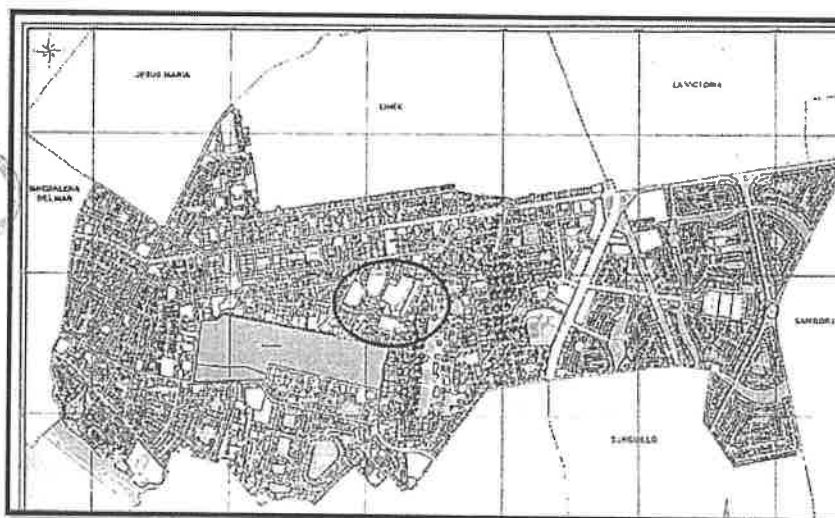 JESUS MARIA
LINCE
LA VICTORIA
MAGDALENA
DEL MAR
SAN BORJA
SURQUILLO